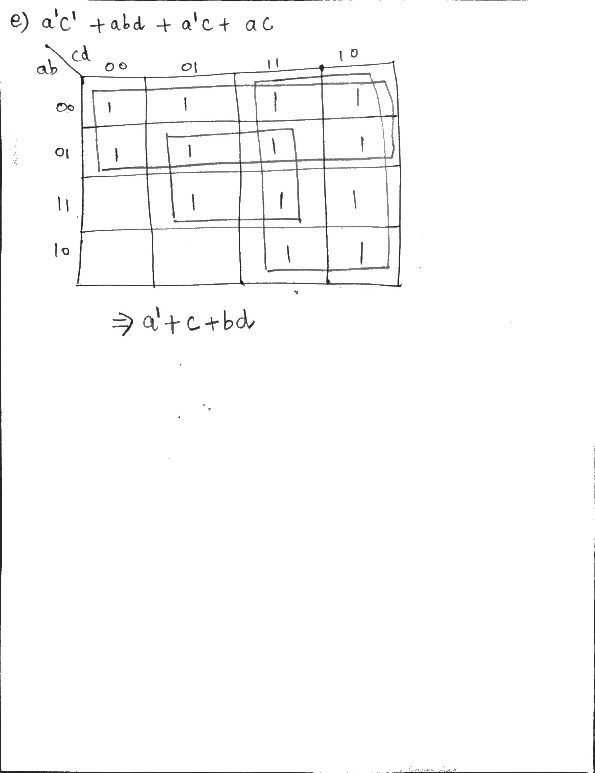 e) a'c' + abd + a'c + ac
ab cd 00 01 11 10
00 1 1 1 1
01 1 1 1 1
11 1 1 1
10 1 1
⇒ a' + c + bd